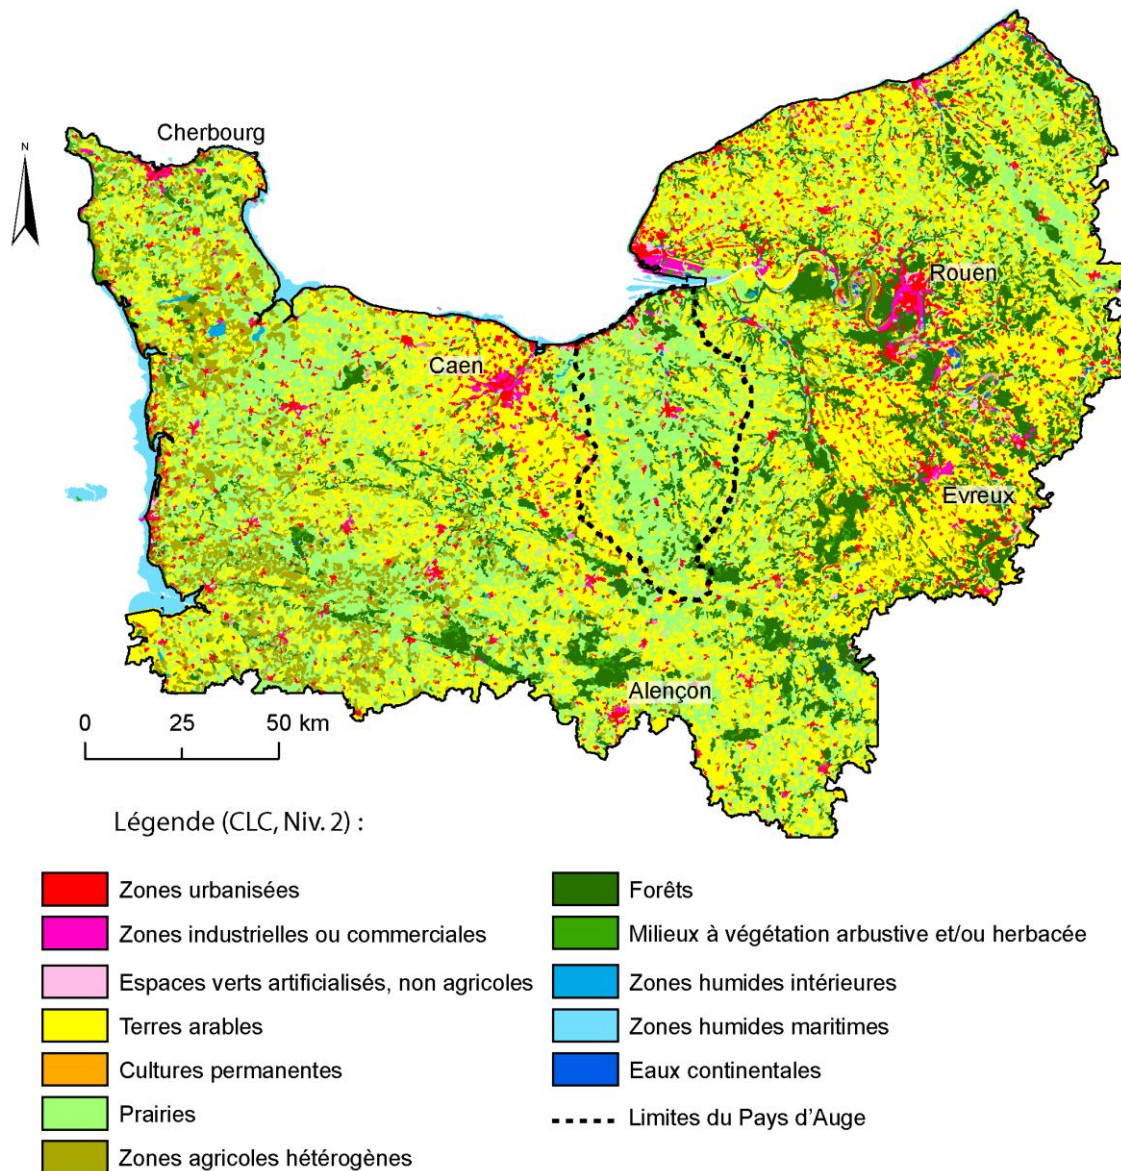 Cherbourg
N
Rouen
Caen
Evreux
Alençon
0 25 50 km
Légende (CLC, Niv. 2) :
Zones urbanisées
Zones industrielles ou commerciales
Espaces verts artificialisés, non agricoles
Terres arables
Cultures permanentes
Prairies
Zones agricoles hétérogènes
Forêts
Milieux à végétation arbustive et/ou herbacée
Zones humides intérieures
Zones humides maritimes
Eaux continentales
Limites du Pays d'Auge